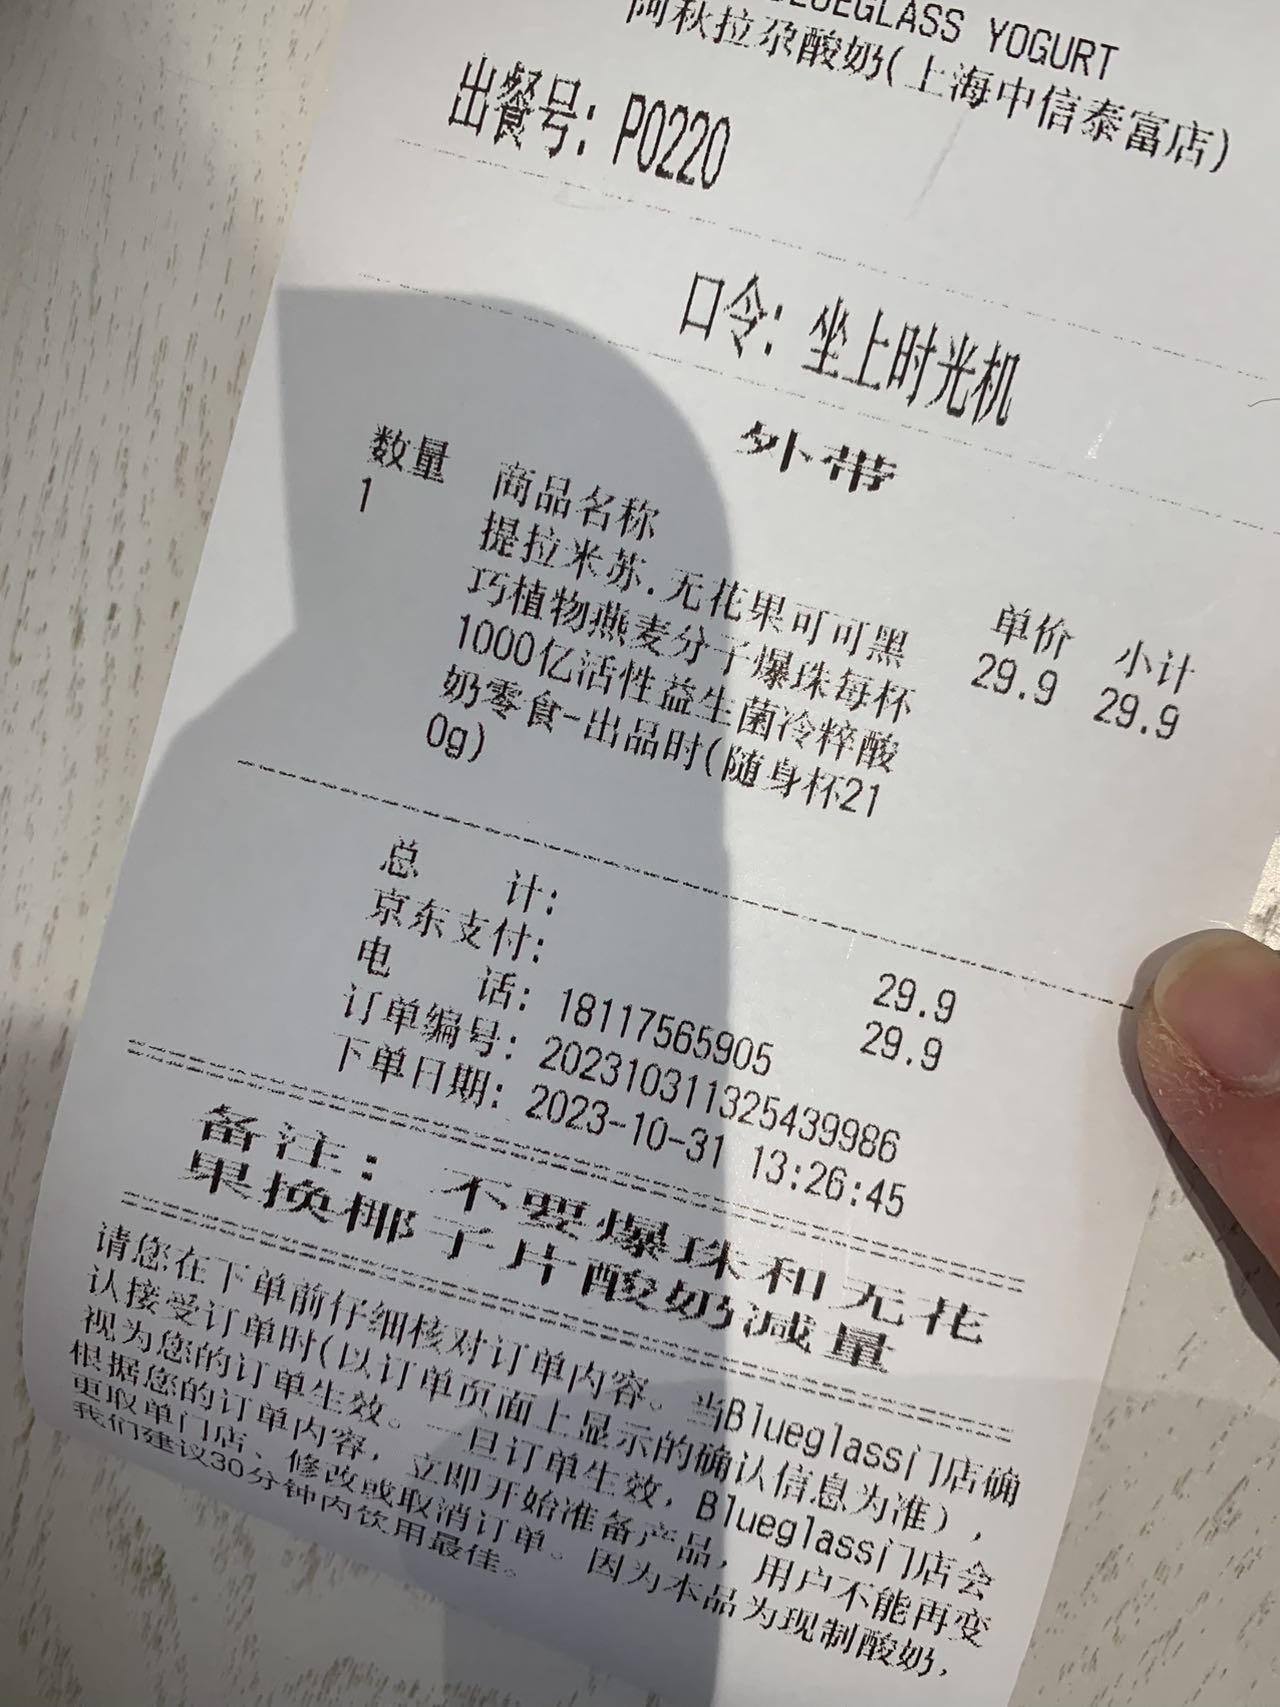 BLUEGLASS YOGURT
阿秋拉尕酸奶(上海中信泰富店)
出餐号: P0220
口令: 坐上时光机
外带
数量 商品名称 单价 小计
1 提拉米苏.无花果可可黑 29.9 29.9
巧植物燕麦分子爆珠每杯
1000亿活性益生菌冷粹酸
奶零食-出品时(随身杯21
0g)
总 计: 29.9
京东支付: 29.9
电 话: 18117565905
订单编号: 20231031132543998​6
下单日期: 2023-10-31 13:26:45
备注: 不要爆珠和无花
果换椰子片酸奶减量
请您在下单前仔细核对订单内容。当Blueglass门店确
认接受订单时(以订单页面上显示的确认信息为准),
视为您的订单生效。一旦订单生效, Blueglass门店会
根据您的订单内容, 立即开始准备产品, 用户不能再变
更取单门店、修改或取消订单。因为本品为现制酸奶,
我们建议30分钟内饮用最佳。